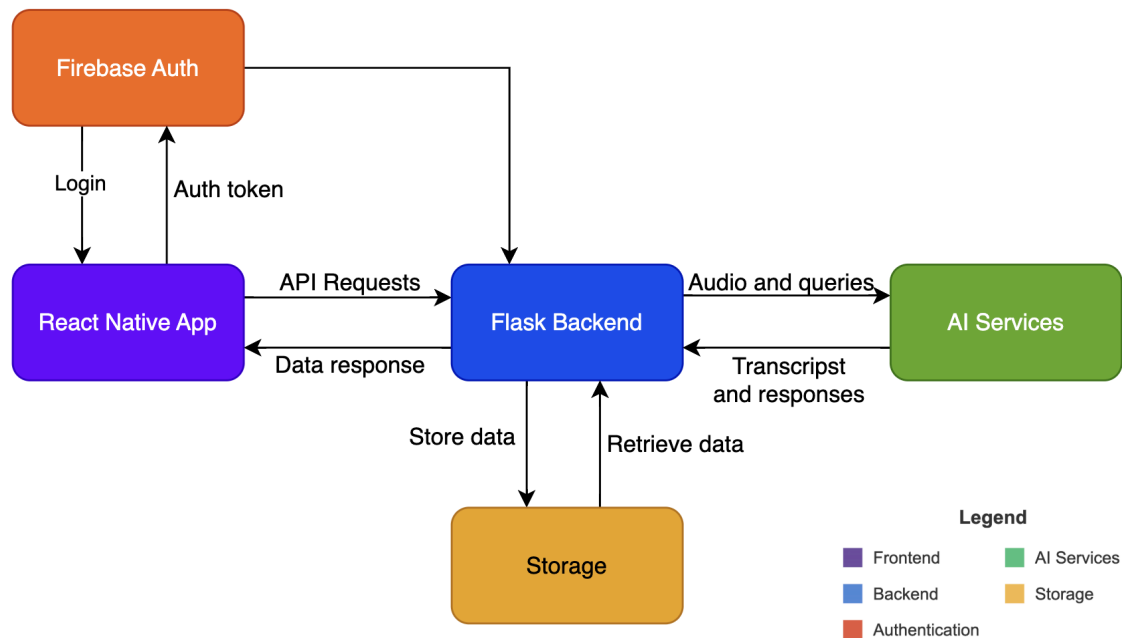 Firebase Auth
Login
Auth token
React Native App
API Requests
Data response
Flask Backend
Audio and queries
Transcripst
and responses
AI Services
Store data
Retrieve data
Storage
Legend
Frontend
AI Services
Backend
Storage
Authentication